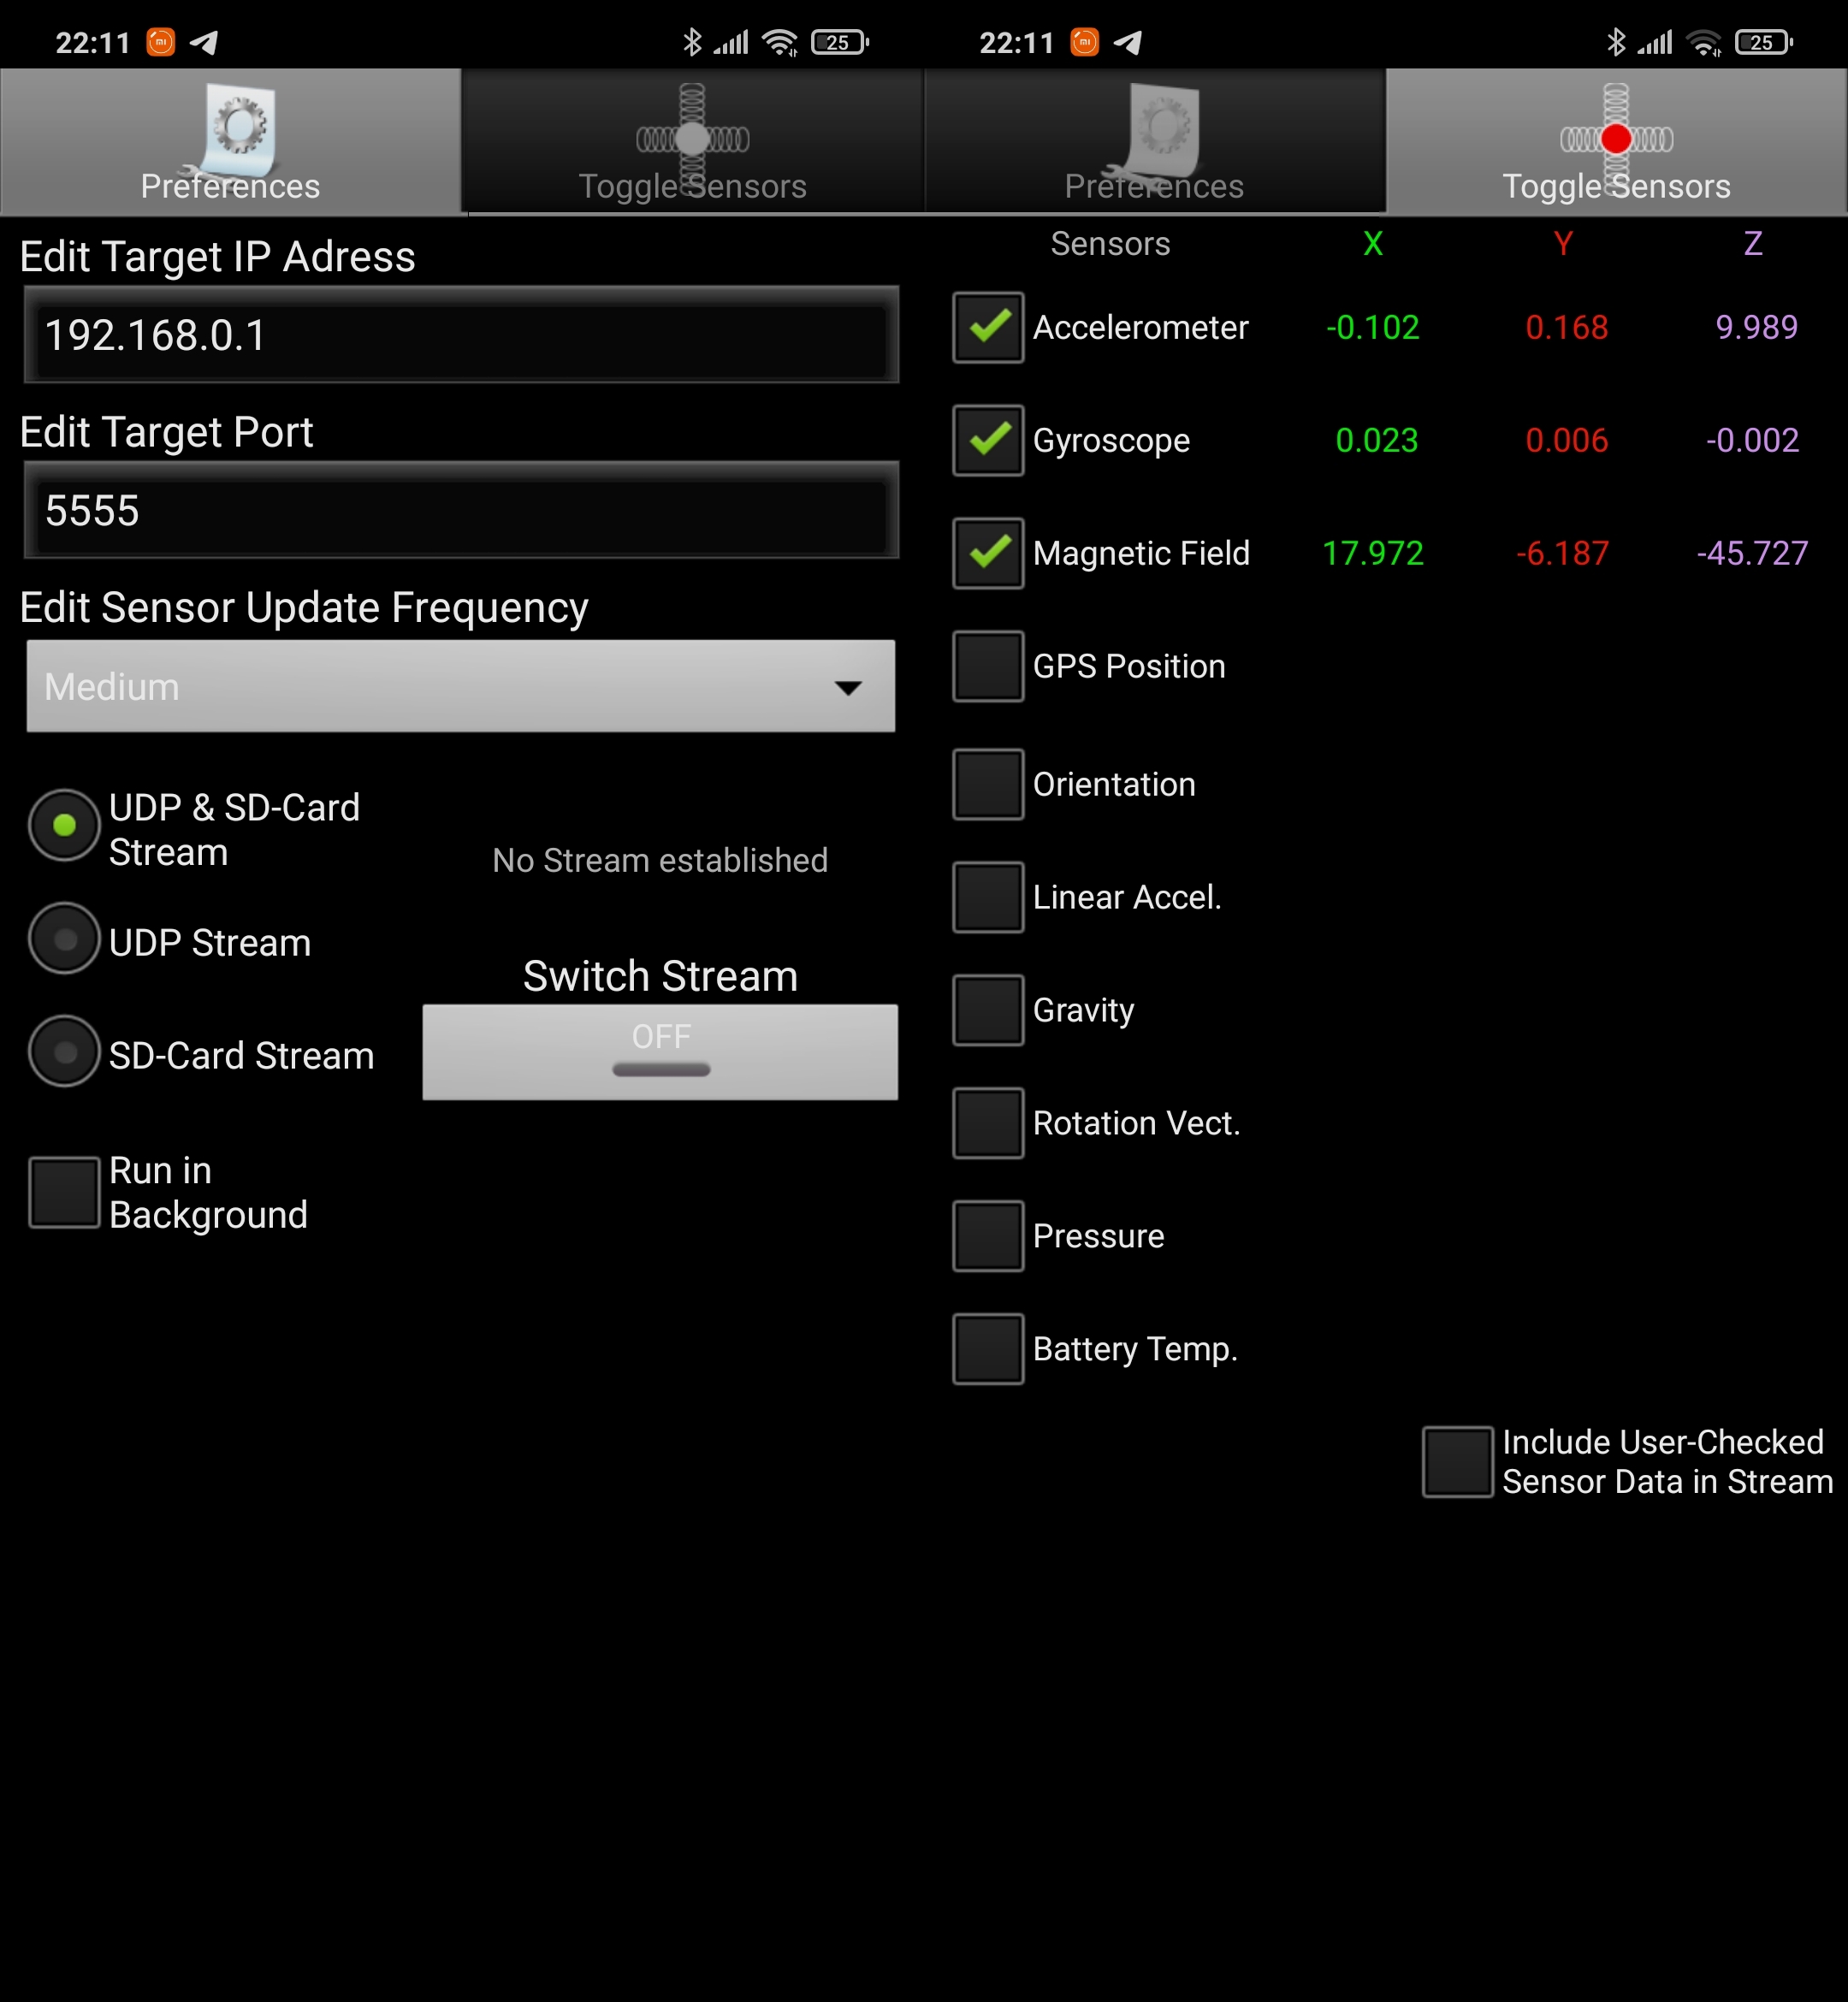 22:11
25
Preferences
Toggle Sensors
Edit Target IP Adress
192.168.0.1
Edit Target Port
5555
Edit Sensor Update Frequency
Medium
UDP & SD-Card
Stream
No Stream established
UDP Stream
Switch Stream
OFF
SD-Card Stream
Run in
Background
22:11
25
Preferences
Toggle Sensors
Sensors X Y Z
Accelerometer -0.102 0.168 9.989
Gyroscope 0.023 0.006 -0.002
Magnetic Field 17.972 -6.187 -45.727
GPS Position
Orientation
Linear Accel.
Gravity
Rotation Vect.
Pressure
Battery Temp.
Include User-Checked
Sensor Data in Stream